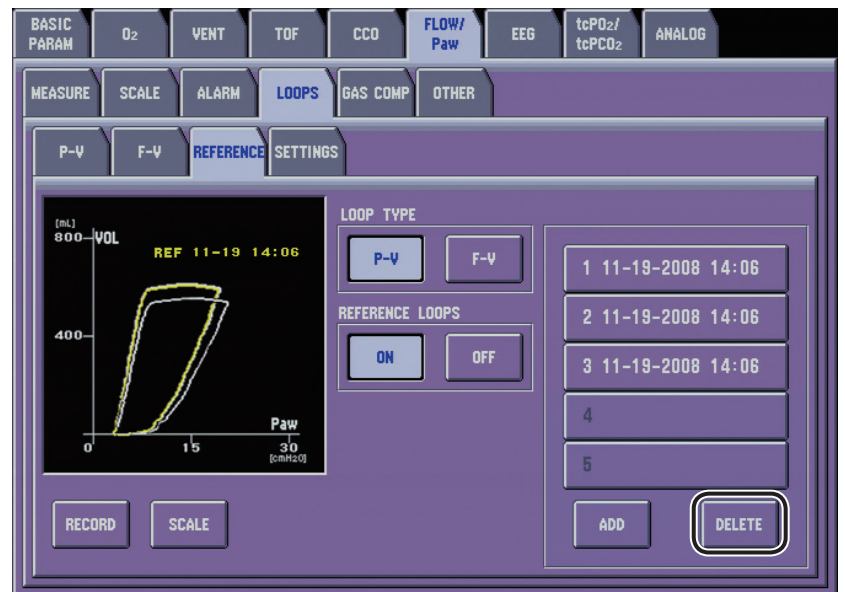 BASIC PARAM O2 VENT TOF CCO FLOW/ Paw EEG tcPO2/ tcPCO2 ANALOG
MEASURE SCALE ALARM LOOPS GAS COMP OTHER
P-V F-V REFERENCE SETTINGS
[mL]
800 VOL
REF 11-19 14:06
400
Paw
0 15 30
[cmH2O]
RECORD SCALE
LOOP TYPE
P-V F-V
REFERENCE LOOPS
ON OFF
1 11-19-2008 14:06
2 11-19-2008 14:06
3 11-19-2008 14:06
4
5
ADD DELETE